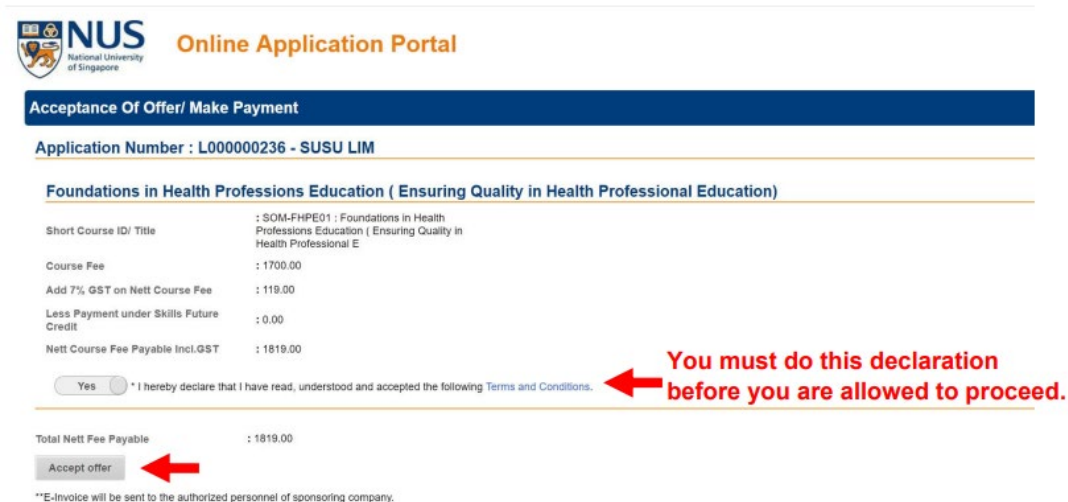 NUS
National University
of Singapore
Online Application Portal
Acceptance Of Offer/ Make Payment
Application Number : L000000236 - SUSU LIM
Foundations in Health Professions Education ( Ensuring Quality in Health Professional Education)
Short Course ID/ Title : SOM-FHPE01 : Foundations in Health
Professions Education ( Ensuring Quality in
Health Professional E
Course Fee : 1700.00
Add 7% GST on Nett Course Fee : 119.00
Less Payment under Skills Future
Credit : 0.00
Nett Course Fee Payable Incl.GST : 1819.00
Yes * I hereby declare that I have read, understood and accepted the following Terms and Conditions.
You must do this declaration
before you are allowed to proceed.
Total Nett Fee Payable : 1819.00
Accept offer
**E-Invoice will be sent to the authorized personnel of sponsoring company.